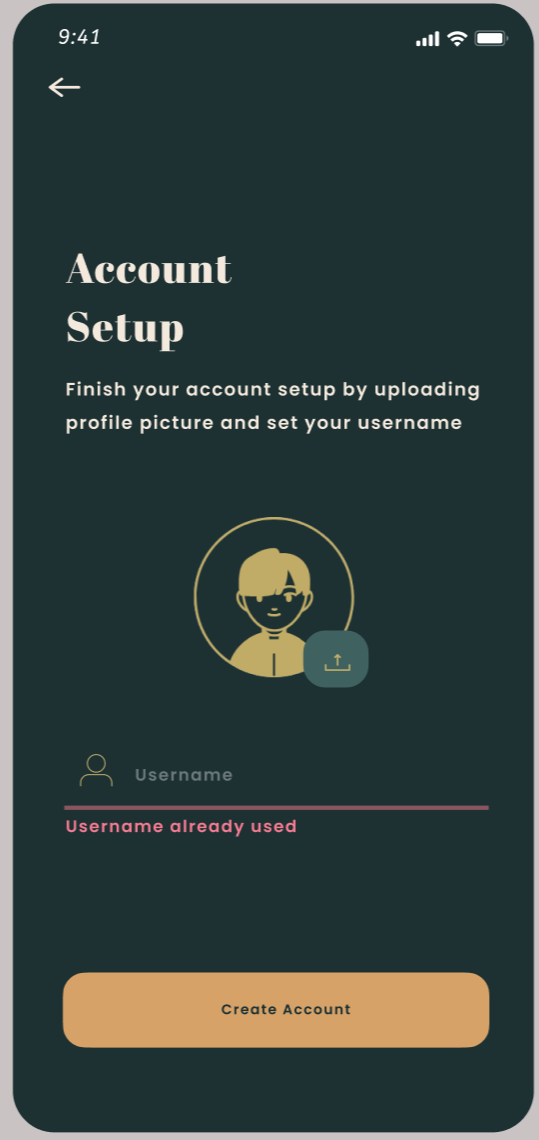 9:41
Account
Setup
Finish your account setup by uploading
profile picture and set your username
Username
Username already used
Create Account